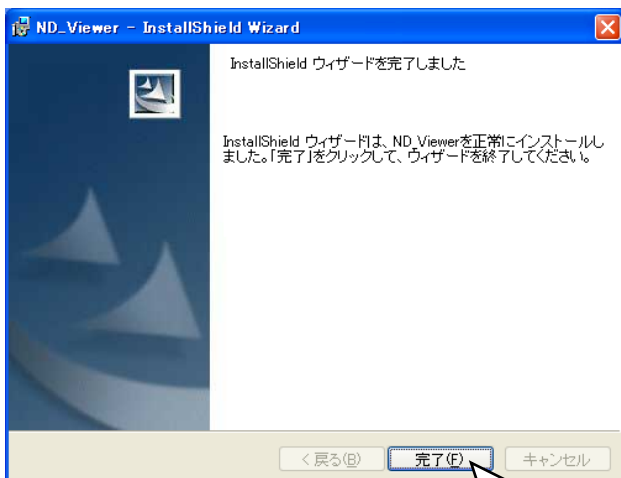 ND_Viewer - InstallShield Wizard
InstallShield ウィザードを完了しました
InstallShield ウィザードは、ND_Viewerを正常にインストールし
ました。「完了」をクリックして、ウィザードを終了してください。
< 戻る(B)
完了(F)
キャンセル